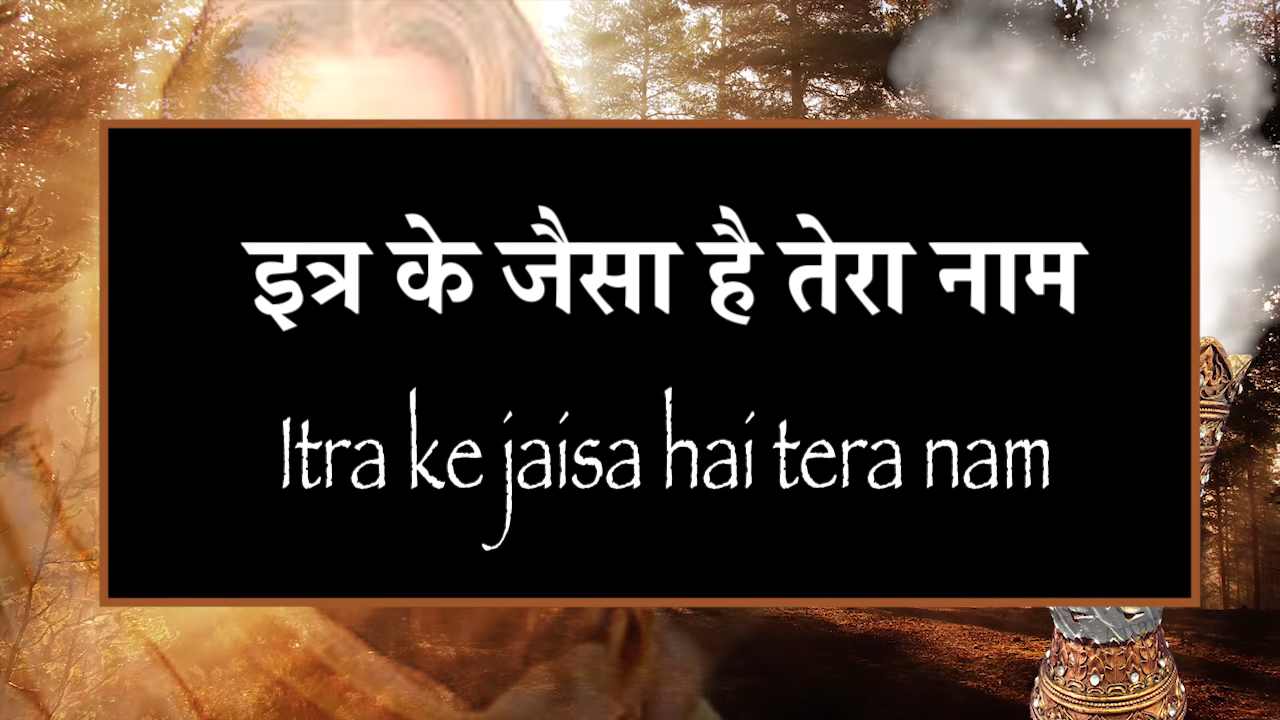 इत्र के जैसा है तेरा नाम
Itra ke jaisa hai tera nam